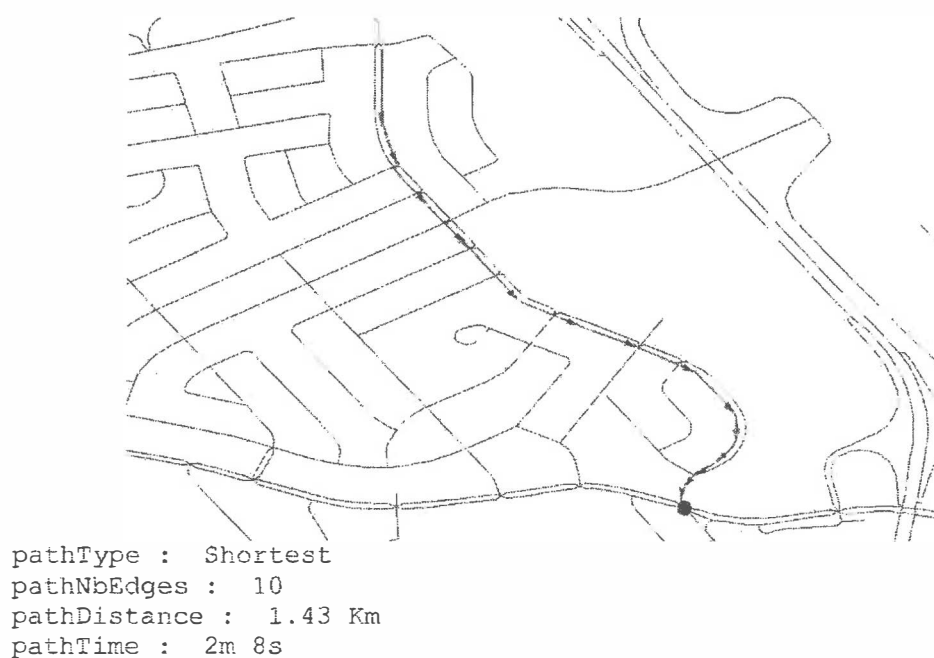 pathType : Shortest
pathNbEdges : 10
pathDistance : 1.43 Km
pathTime : 2m 8s